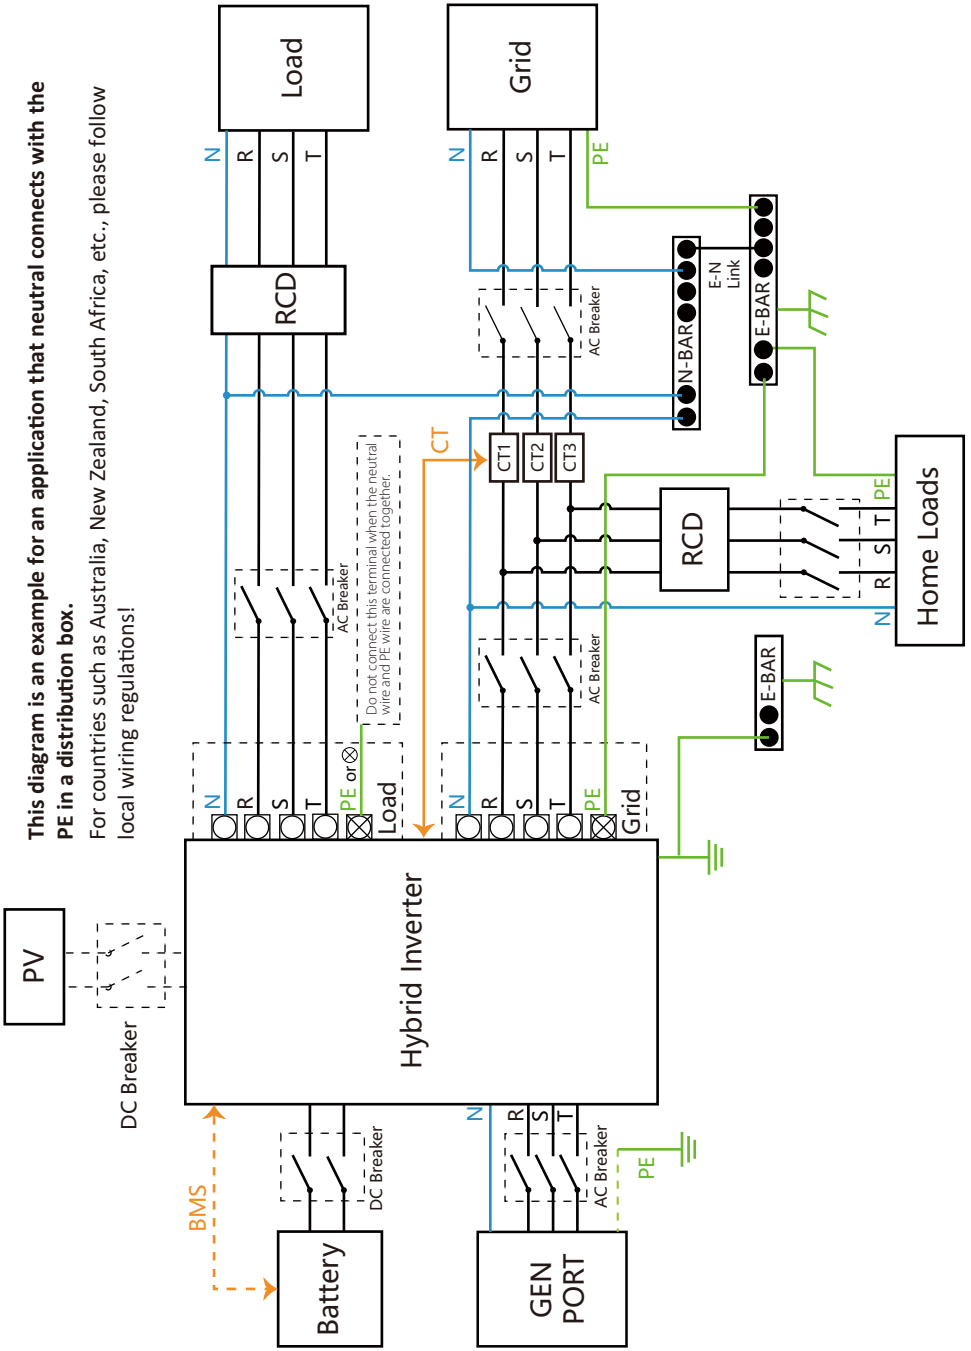 This diagram is an example for an application that neutral connects with the
PE in a distribution box.
For countries such as Australia, New Zealand, South Africa, etc., please follow
local wiring regulations!
PV
DC Breaker
BMS
Battery
DC Breaker
Hybrid Inverter
GEN
PORT
N
R
S
T
AC Breaker
PE
N
R
S
T
PE or
Load
AC Breaker
Do not connect this terminal when the neutral
wire and PE wire are connected together.
RCD
N
R
S
T
Load
CT
N
R
S
T
PE
Grid
AC Breaker
CT1
CT2
CT3
AC Breaker
N
R
S
T
PE
Grid
N-BAR
E-N
Link
E-BAR
RCD
N
R
S
T
PE
Home Loads
E-BAR